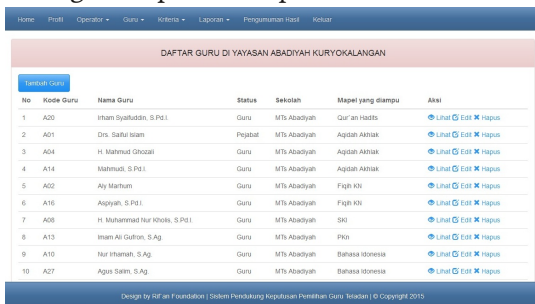 Home Profil Operator Guru Kriteria Laporan Pengumuman Hasil Keluar
DAFTAR GURU DI YAYASAN ABADIYAH KURYOKALANGAN
Tambah Guru
No Kode Guru Nama Guru Status Sekolah Mapel yang diampu Aksi
1 A20 Irham Syaifuddin, S.Pd.I. Guru MTs Abadiyah Qur'an Hadits Lihat Edit Hapus
2 A01 Drs. Saiful Islam Pejabat MTs Abadiyah Aqidah Akhlak Lihat Edit Hapus
3 A04 H. Mahmud Ghozali Guru MTs Abadiyah Aqidah Akhlak Lihat Edit Hapus
4 A14 Mahmudi, S.Pd.I. Guru MTs Abadiyah Aqidah Akhlak Lihat Edit Hapus
5 A02 Aly Marhum Guru MTs Abadiyah Fiqih KN Lihat Edit Hapus
6 A16 Aspiyah, S.Pd.I. Guru MTs Abadiyah Fiqih KN Lihat Edit Hapus
7 A08 H. Muhammad Nur Kholis, S.Pd.I. Guru MTs Abadiyah SKI Lihat Edit Hapus
8 A13 Imam Ali Gufron, S.Ag. Guru MTs Abadiyah PKn Lihat Edit Hapus
9 A10 Nur Irhamah, S.Ag. Guru MTs Abadiyah Bahasa Idonesia Lihat Edit Hapus
10 A27 Agus Salim, S.Ag. Guru MTs Abadiyah Bahasa Idonesia Lihat Edit Hapus
Design by Rif'an Foundation | Sistem Pendukung Keputusan Pemilihan Guru Teladan | © Copyright 2015